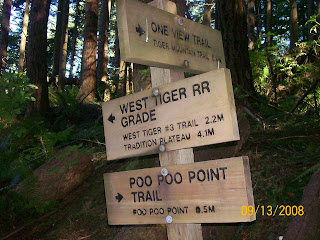 ONE VIEW TRAIL
TIGER MOUNTAIN TRAIL
WEST TIGER RR
GRADE
WEST TIGER #3 TRAIL 2.2M
TRADITION PLATEAU 4.1M
POO POO POINT
TRAIL
POO POO POINT 0.5M
09/13/2008